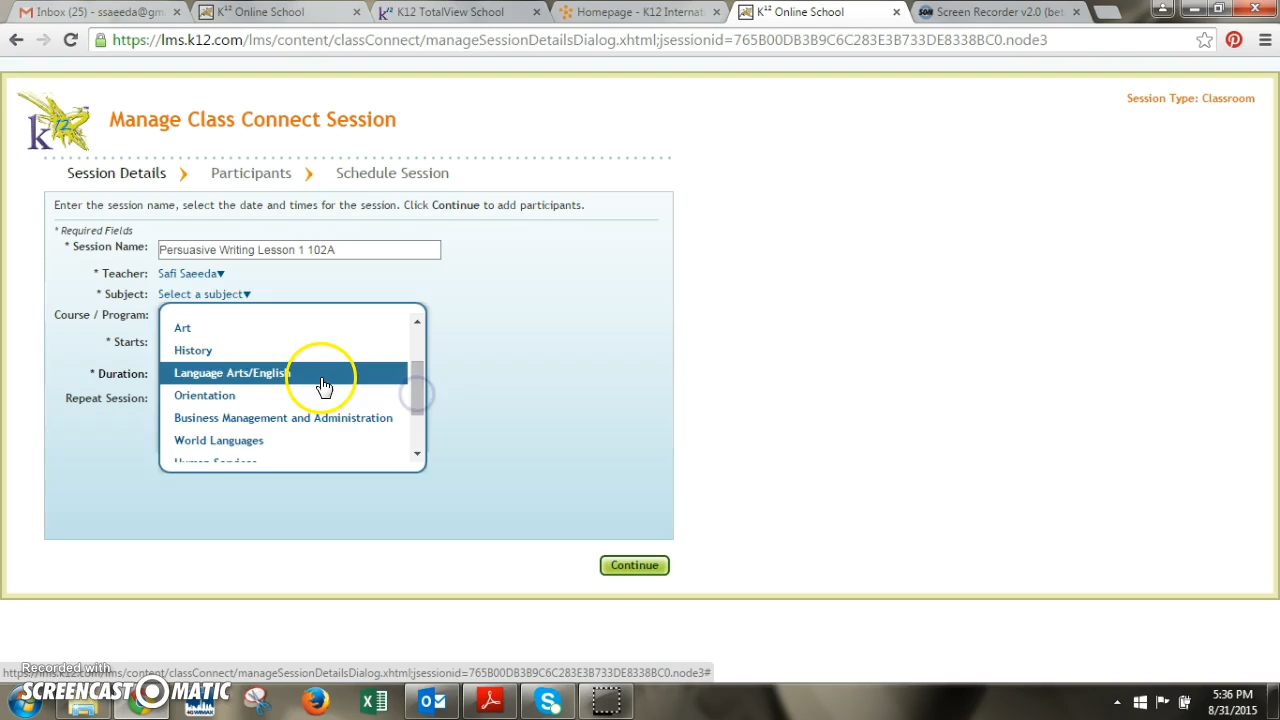 Inbox (25) - ssaeeda@gm
K¹² Online School
K12 TotalView School
Homepage - K12 Internat
K¹² Online School
Screen Recorder v2.0 (bet
https://lms.k12.com/lms/content/classConnect/manageSessionDetailsDialog.xhtml;jsessionid=765B00DB3B9C6C283E3B733DE8338BC0.node3
Session Type: Classroom
k12
Manage Class Connect Session
Session Details
Participants
Schedule Session
Enter the session name, select the date and times for the session. Click Continue to add participants.
* Required Fields
* Session Name: Persuasive Writing Lesson 1 102A
* Teacher: Safi Saeeda▼
* Subject: Select a subject▼
Course / Program:
* Starts:
* Duration:
Repeat Session:
Art
History
Language Arts/English
Orientation
Business Management and Administration
World Languages
Human Services
Continue
https://lms.k12.com/lms/content/classConnect/manageSessionDetailsDialog.xhtml;jsessionid=765B00DB3B9C6C283E3B733DE8338BC0.node3#
Recorded with
SCREENCAST-O-MATIC
4GWIMAX
5:36 PM
8/31/2015